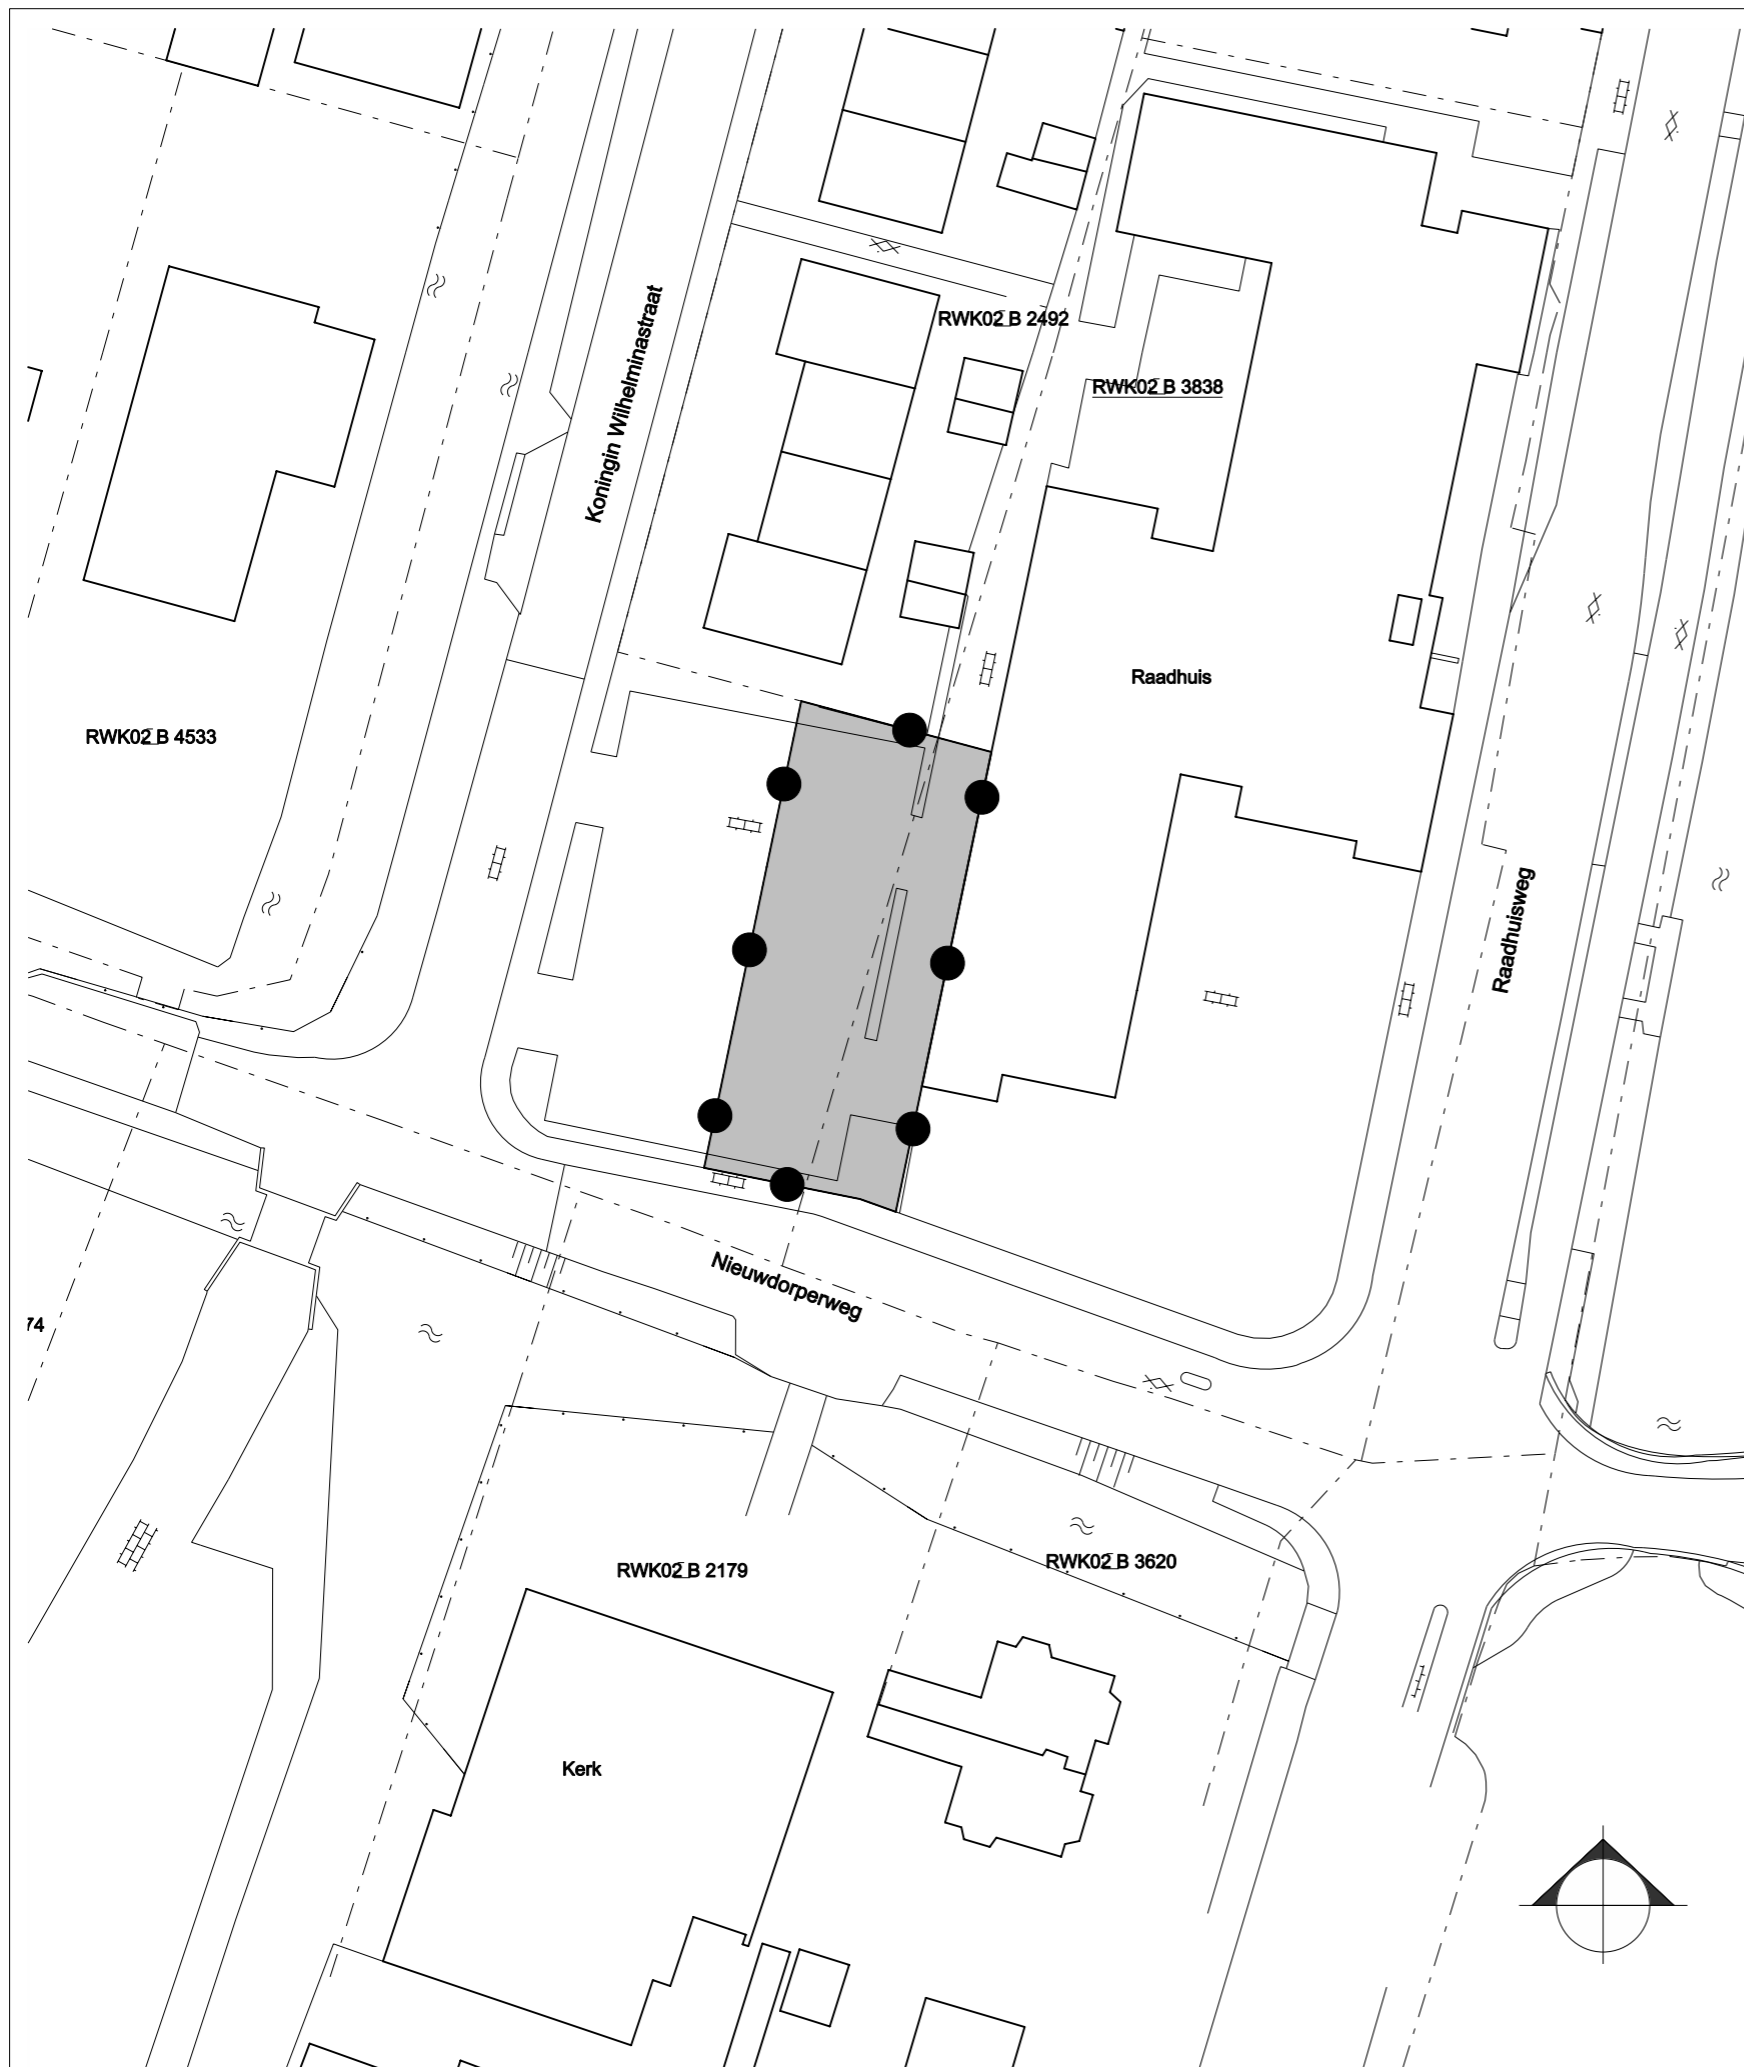 Koningin Wilhelminastraat
RWK02 B 2492
RWK02 B 3838
Raadhuis
RWK02 B 4533
Raadhuisweg
Nieuwdorperweg
74
RWK02 B 2179
RWK02 B 3620
Kerk